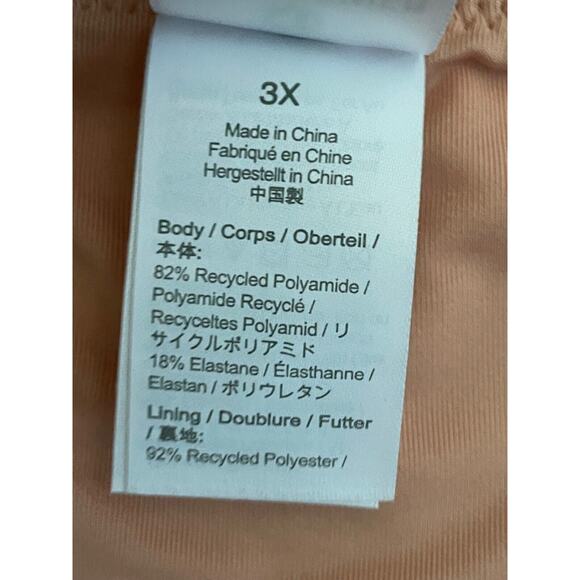 3X
Made in China
Fabriqué en Chine
Hergestellt in China
中国製
Body / Corps / Oberteil /
本体:
82% Recycled Polyamide /
Polyamide Recyclé /
Recyceltes Polyamid / リ
サイクルポリアミド
18% Elastane / Élasthanne /
Elastan / ポリウレタン
Lining / Doublure / Futter
/ 裏地:
92% Recycled Polyester /